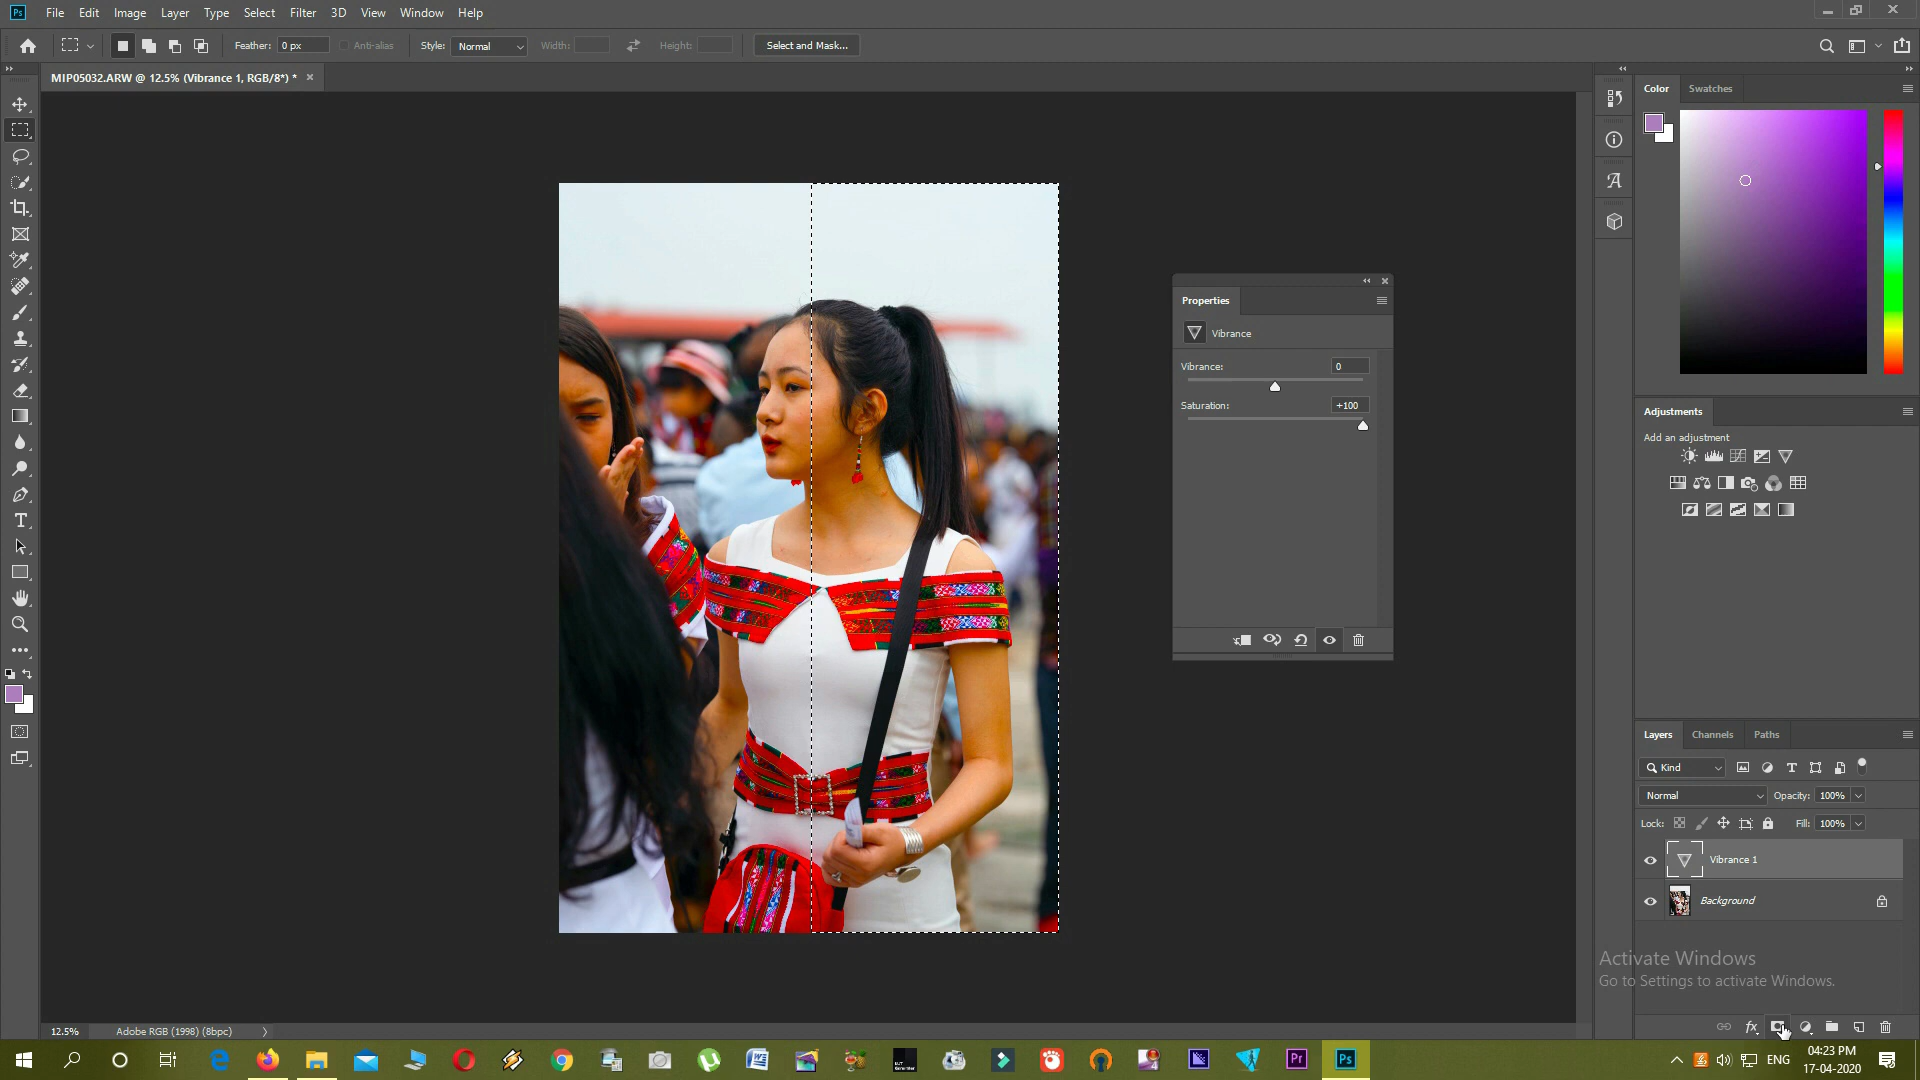 Ps File Edit Image Layer Type Select Filter 3D View Window Help
Feather: 0 px Anti-alias Style: Normal Width: Height: Select and Mask...
MIP05032.ARW @ 12.5% (Vibrance 1, RGB/8*) *
Color Swatches
Properties
Vibrance
Vibrance: 0
Saturation: +100
Adjustments
Add an adjustment
Layers Channels Paths
Kind
Normal Opacity: 100%
Lock: Fill: 100%
Vibrance 1
Background
Activate Windows
Go to Settings to activate Windows.
12.5% Adobe RGB (1998) (8bpc)
fx
Pr Ps ENG 04:23 PM
17-04-2020